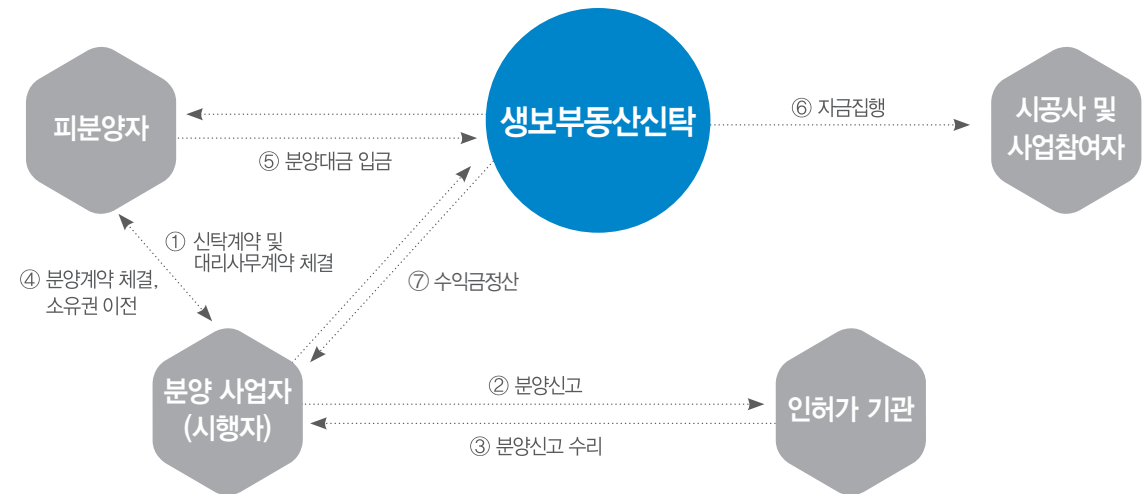 생보부동산신탁
피분양자
⑥ 자금집행
시공사 및
사업참여자
⑤ 분양대금 입금
① 신탁계약 및
대리사무계약 체결
④ 분양계약 체결,
소유권 이전
⑦ 수익금정산
분양 사업자
(시행자)
② 분양신고
인허가 기관
③ 분양신고 수리